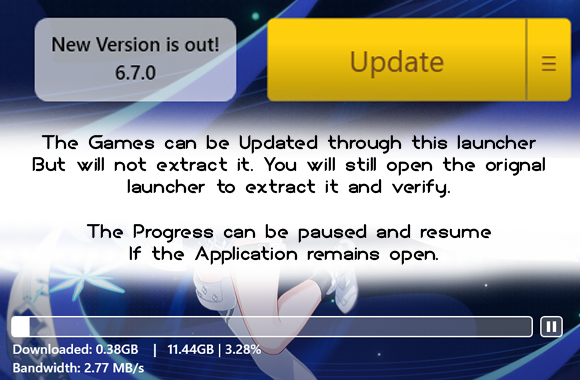 New Version is out!
6.7.0
Update
The Games can be Updated through this launcher
But will not extract it. You will still open the orignal
launcher to extract it and verify.
The Progress can be paused and resume
If the Application remains open.
Downloaded: 0.38GB | 11.44GB | 3.28%
Bandwidth: 2.77 MB/s